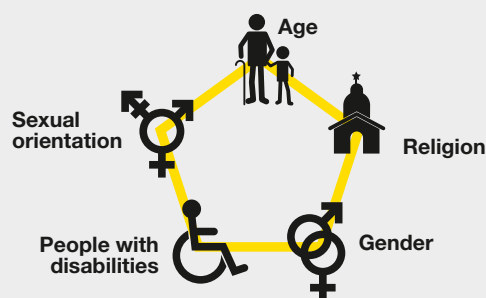 Age
Sexual
orientation
Religion
People with
disabilities
Gender